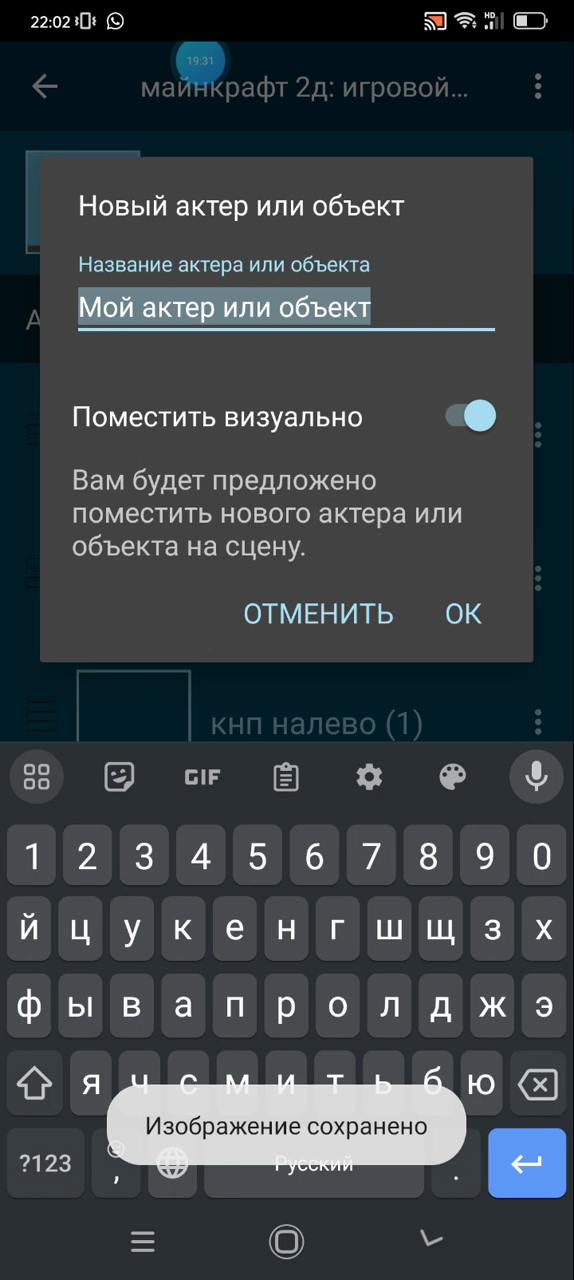 22:02
HD
19:31
майнкрафт 2д: игровой...
Новый актер или объект
Название актера или объекта
Мой актер или объект
А
Поместить визуально
Вам будет предложено
поместить нового актера или
объекта на сцену.
ОТМЕНИТЬ ОК
кнп налево (1)
GIF
1 2 3 4 5 6 7 8 9 0
й ц у к е н г ш щ з х
ф ы в а п р о л д ж э
я ч с м и т ь б ю
Изображение сохранено
?123 , Русский .